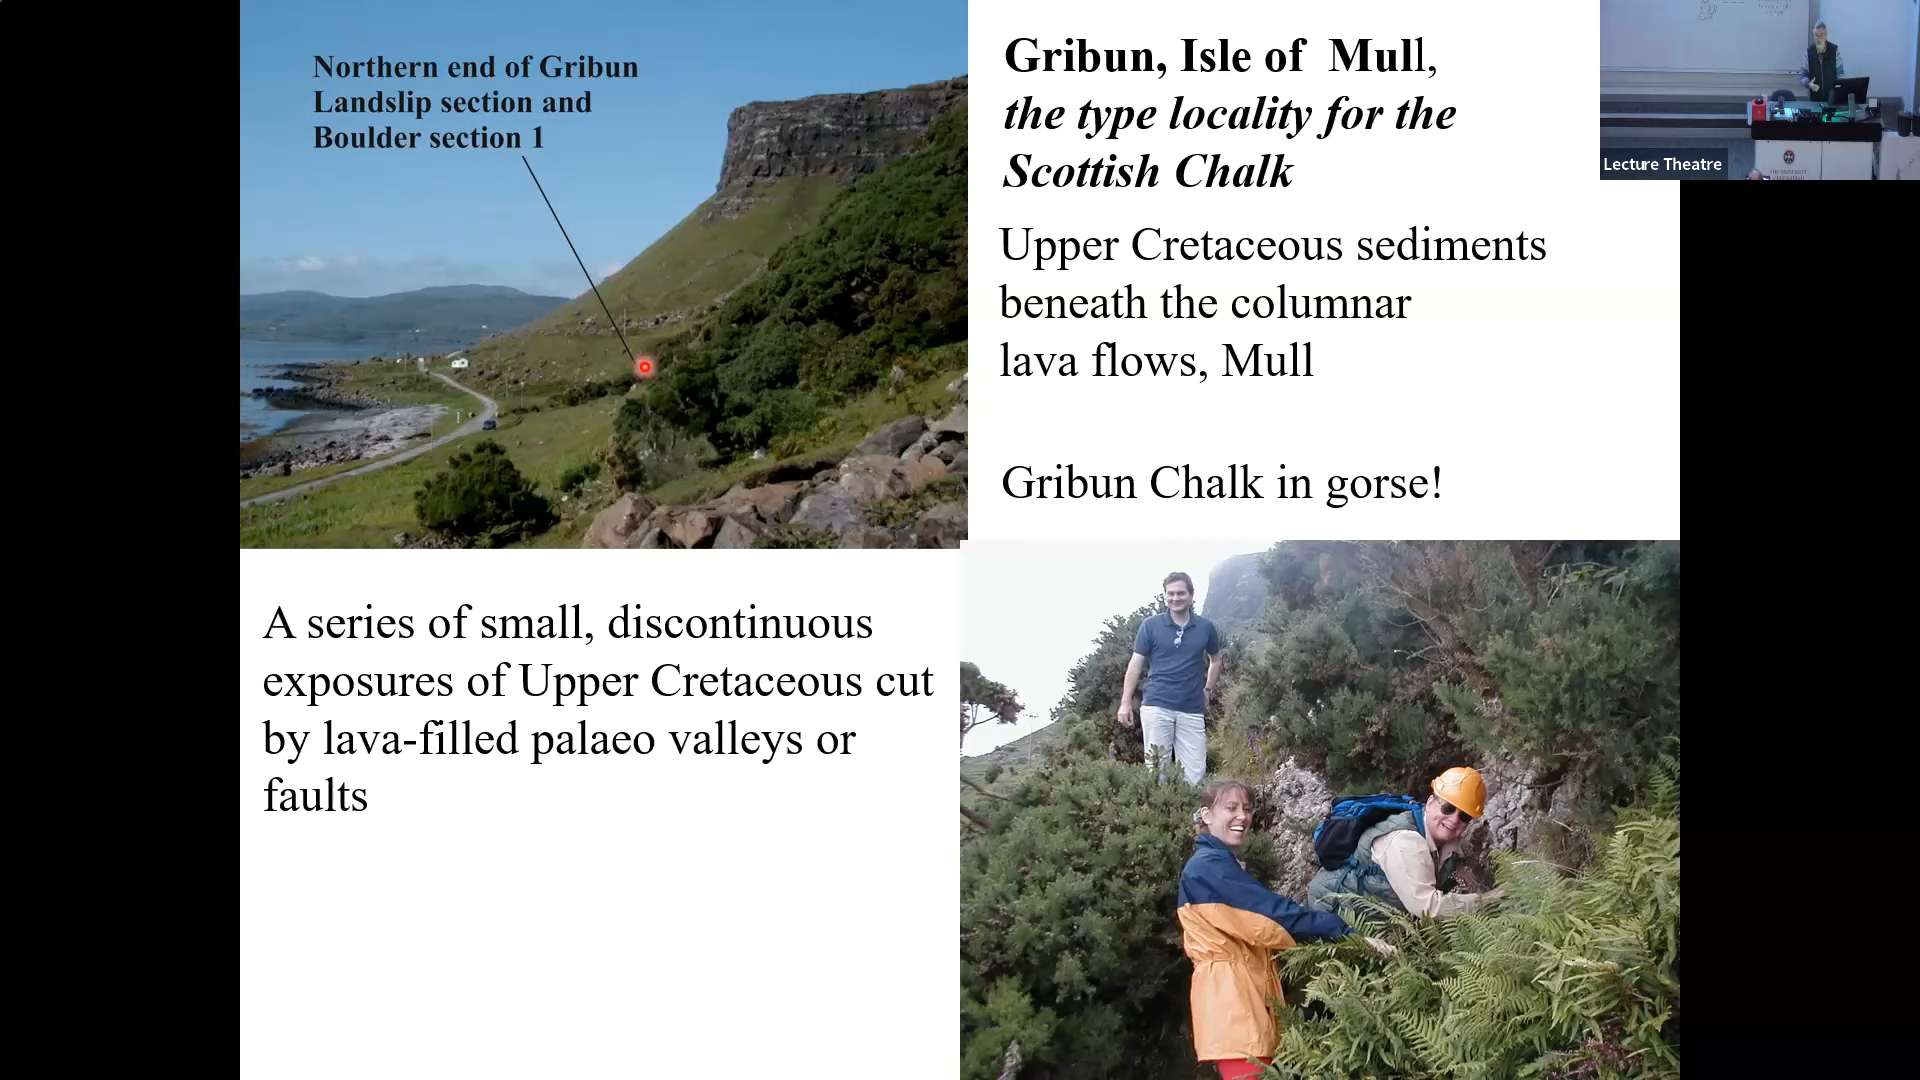 Northern end of Gribun
Landslip section and
Boulder section 1
Gribun, Isle of Mull,
the type locality for the
Scottish Chalk
Upper Cretaceous sediments
beneath the columnar
lava flows, Mull
Gribun Chalk in gorse!
A series of small, discontinuous
exposures of Upper Cretaceous cut
by lava-filled palaeo valleys or
faults
Lecture Theatre